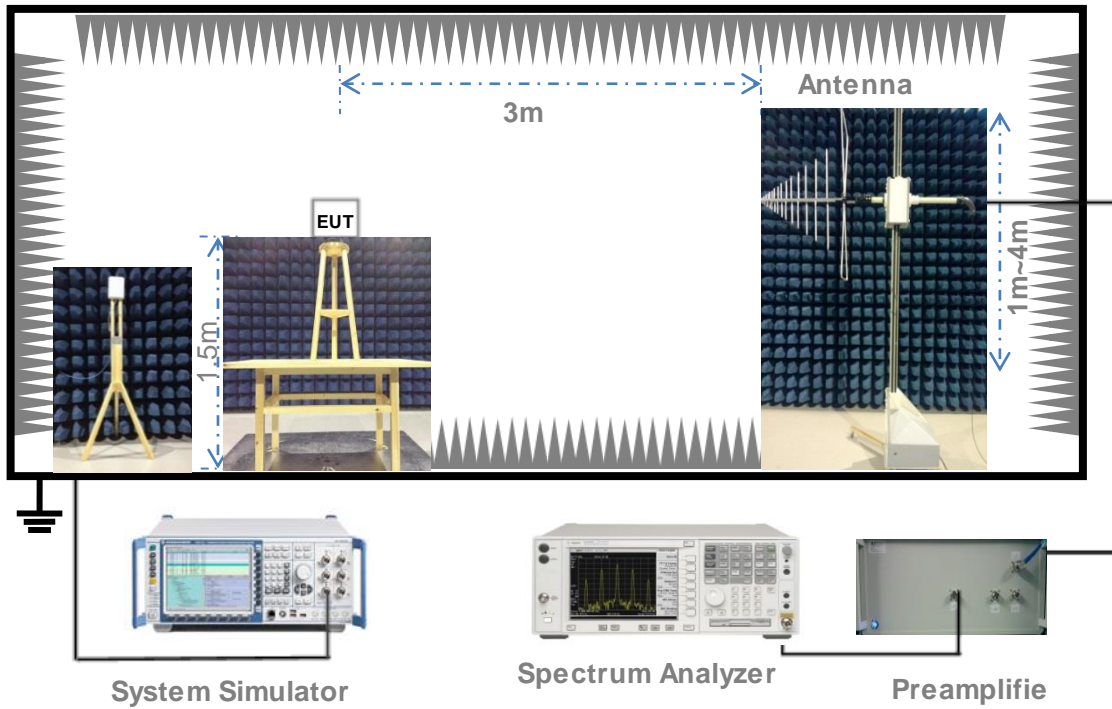 Antenna
3m
EUT
1m~4m
1.5m
System Simulator
Spectrum Analyzer
Preamplifie